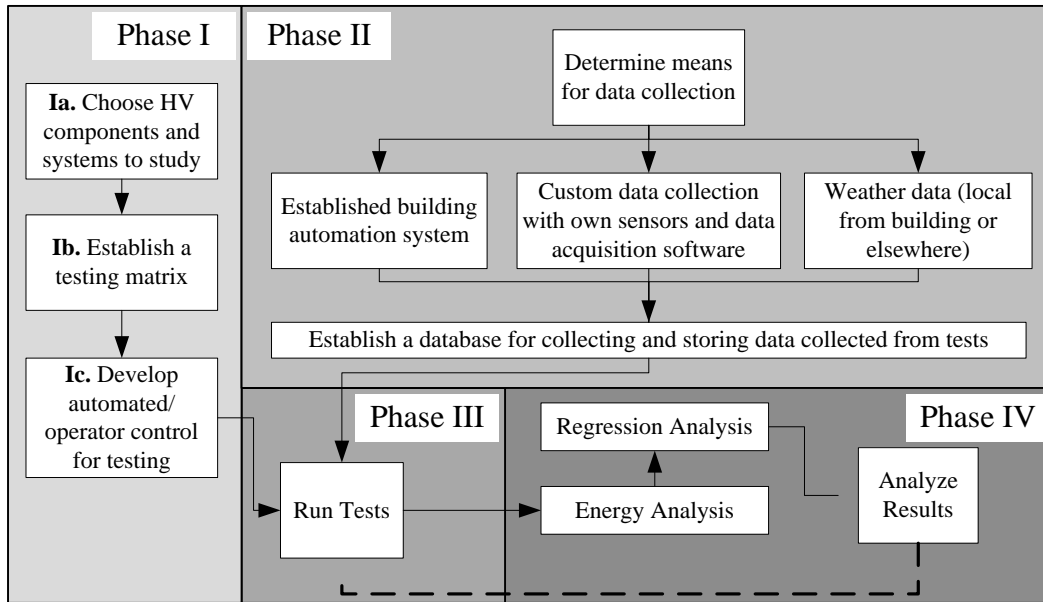 Phase I
Ia. Choose HV
components and
systems to study
Ib. Establish a
testing matrix
Ic. Develop
automated/
operator control
for testing
Phase II
Determine means
for data collection
Established building
automation system
Custom data collection
with own sensors and data
acquisition software
Weather data (local
from building or
elsewhere)
Establish a database for collecting and storing data collected from tests
Phase III
Run Tests
Phase IV
Regression Analysis
Energy Analysis
Analyze
Results